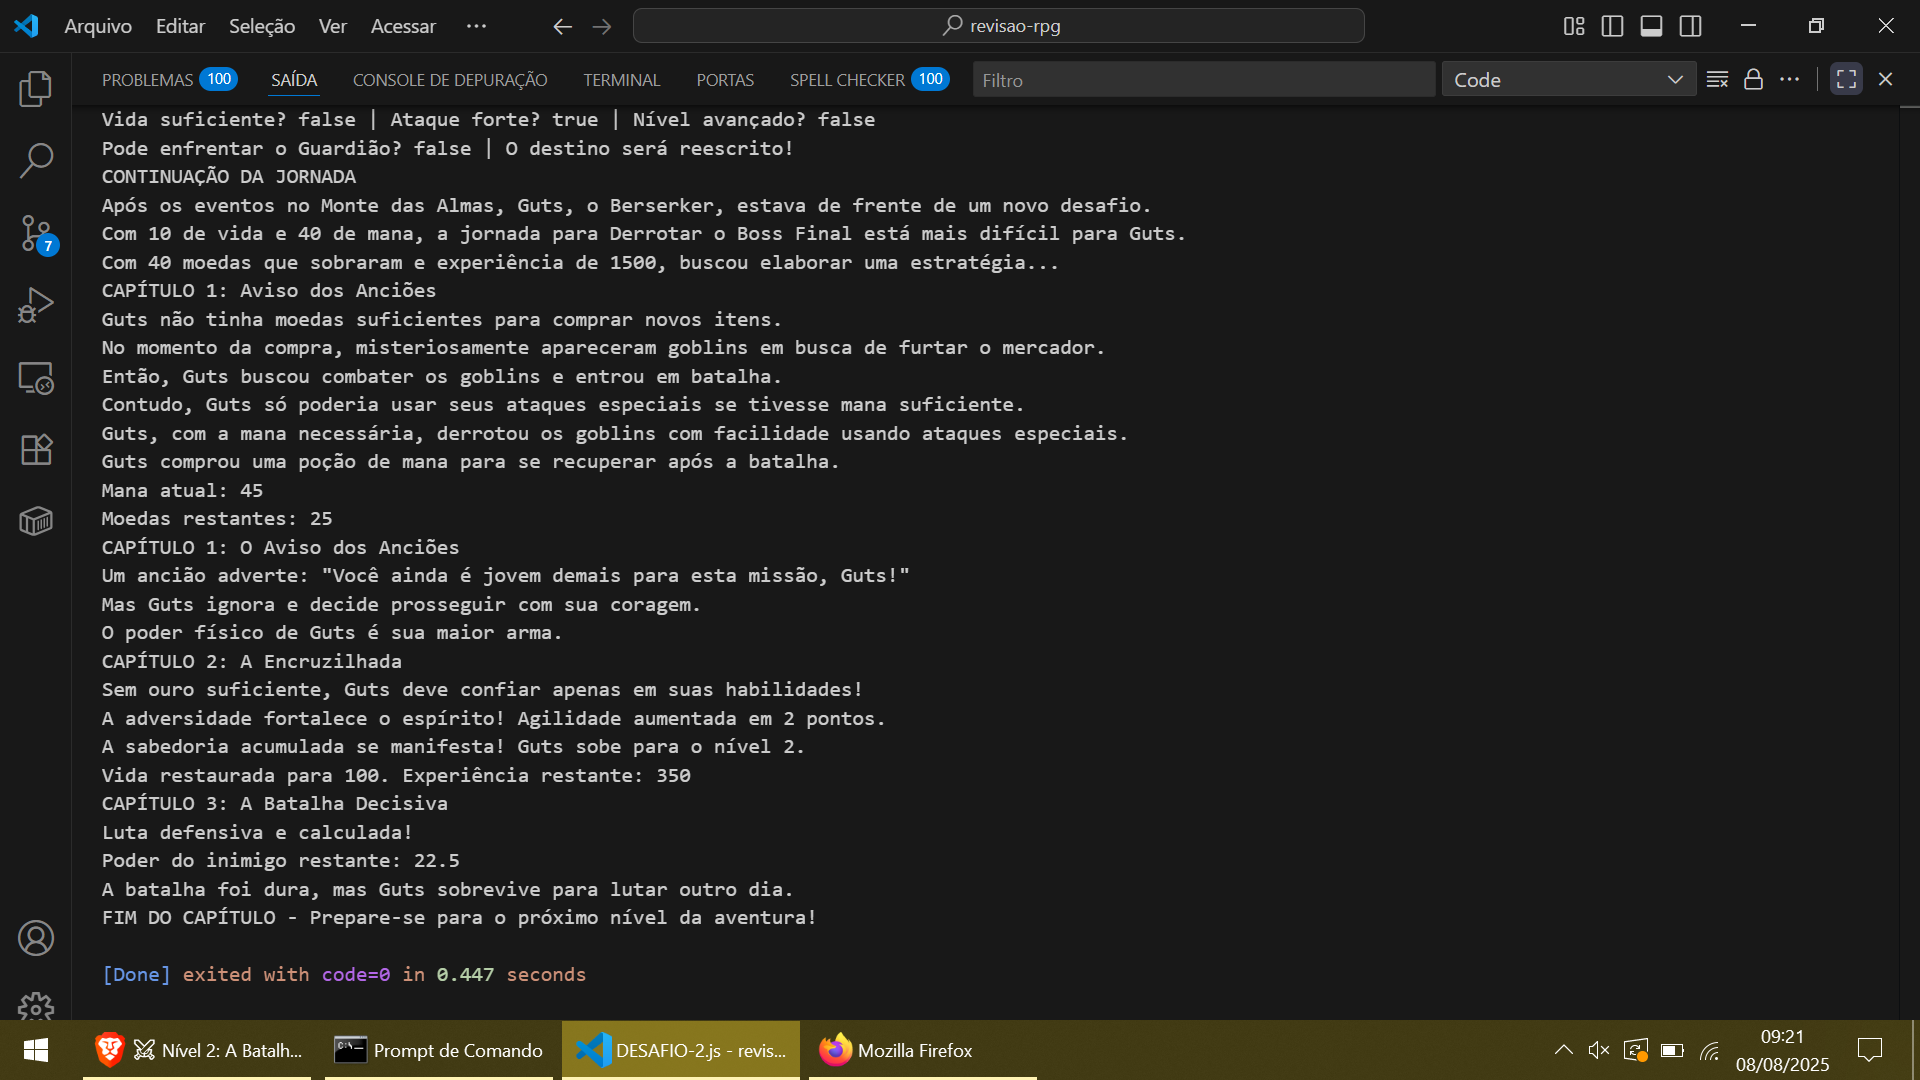 Arquivo Editar Seleção Ver Acessar ··· revisao-rpg
PROBLEMAS 100 SAÍDA CONSOLE DE DEPURAÇÃO TERMINAL PORTAS SPELL CHECKER 100 Filtro Code
Vida suficiente? false | Ataque forte? true | Nível avançado? false
Pode enfrentar o Guardião? false | O destino será reescrito!
CONTINUAÇÃO DA JORNADA
Após os eventos no Monte das Almas, Guts, o Berserker, estava de frente de um novo desafio.
Com 10 de vida e 40 de mana, a jornada para Derrotar o Boss Final está mais difícil para Guts.
Com 40 moedas que sobraram e experiência de 1500, buscou elaborar uma estratégia...
CAPÍTULO 1: Aviso dos Anciões
Guts não tinha moedas suficientes para comprar novos itens.
No momento da compra, misteriosamente apareceram goblins em busca de furtar o mercador.
Então, Guts buscou combater os goblins e entrou em batalha.
Contudo, Guts só poderia usar seus ataques especiais se tivesse mana suficiente.
Guts, com a mana necessária, derrotou os goblins com facilidade usando ataques especiais.
Guts comprou uma poção de mana para se recuperar após a batalha.
Mana atual: 45
Moedas restantes: 25
CAPÍTULO 1: O Aviso dos Anciões
Um ancião adverte: "Você ainda é jovem demais para esta missão, Guts!"
Mas Guts ignora e decide prosseguir com sua coragem.
O poder físico de Guts é sua maior arma.
CAPÍTULO 2: A Encruzilhada
Sem ouro suficiente, Guts deve confiar apenas em suas habilidades!
A adversidade fortalece o espírito! Agilidade aumentada em 2 pontos.
A sabedoria acumulada se manifesta! Guts sobe para o nível 2.
Vida restaurada para 100. Experiência restante: 350
CAPÍTULO 3: A Batalha Decisiva
Luta defensiva e calculada!
Poder do inimigo restante: 22.5
A batalha foi dura, mas Guts sobrevive para lutar outro dia.
FIM DO CAPÍTULO - Prepare-se para o próximo nível da aventura!
[Done] exited with code=0 in 0.447 seconds
7
Nível 2: A Batalh... Prompt de Comando DESAFIO-2.js - revis... Mozilla Firefox
09:21
08/08/2025